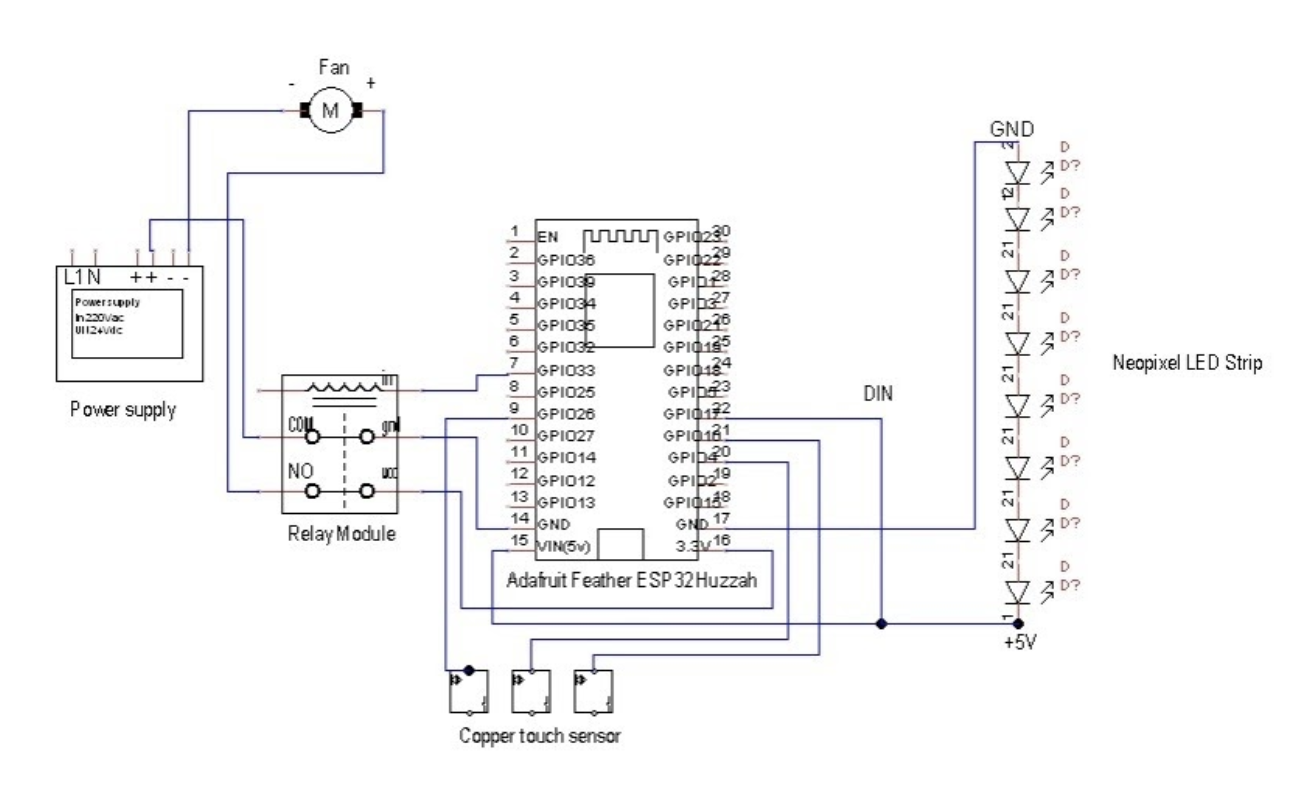 Fan
- +
M
GND
L1N ++--
Power supply
In 220Vac
Power supply
in
COM gnd
NO vcc
Relay Module
1 EN
2 GPIO36
3 GPIO39
4 GPIO34
5 GPIO35
6 GPIO32
7 GPIO33
8 GPIO25
9 GPIO26
10 GPIO27
11 GPIO14
12 GPIO12
13 GPIO13
14 GND
15 VIN(5v)
GPIO23 30
GPIO22 29
GPIO1 28
GPIO3 27
GPIO21 26
GPIO19 25
GPIO18 24
GPIO5 23
GPIO17 22
GPIO16 21
GPIO4 20
GPIO2 19
GPIO15 18
GND 17
3.3V 16
Adafruit Feather ESP32Huzzah
DIN
2
D
D?
12
D
D?
21
D
D?
21
D
D?
21
D
D?
21
D
D?
21
D
D?
21
D
D?
1
+5V
Neopixel LED Strip
Copper touch sensor